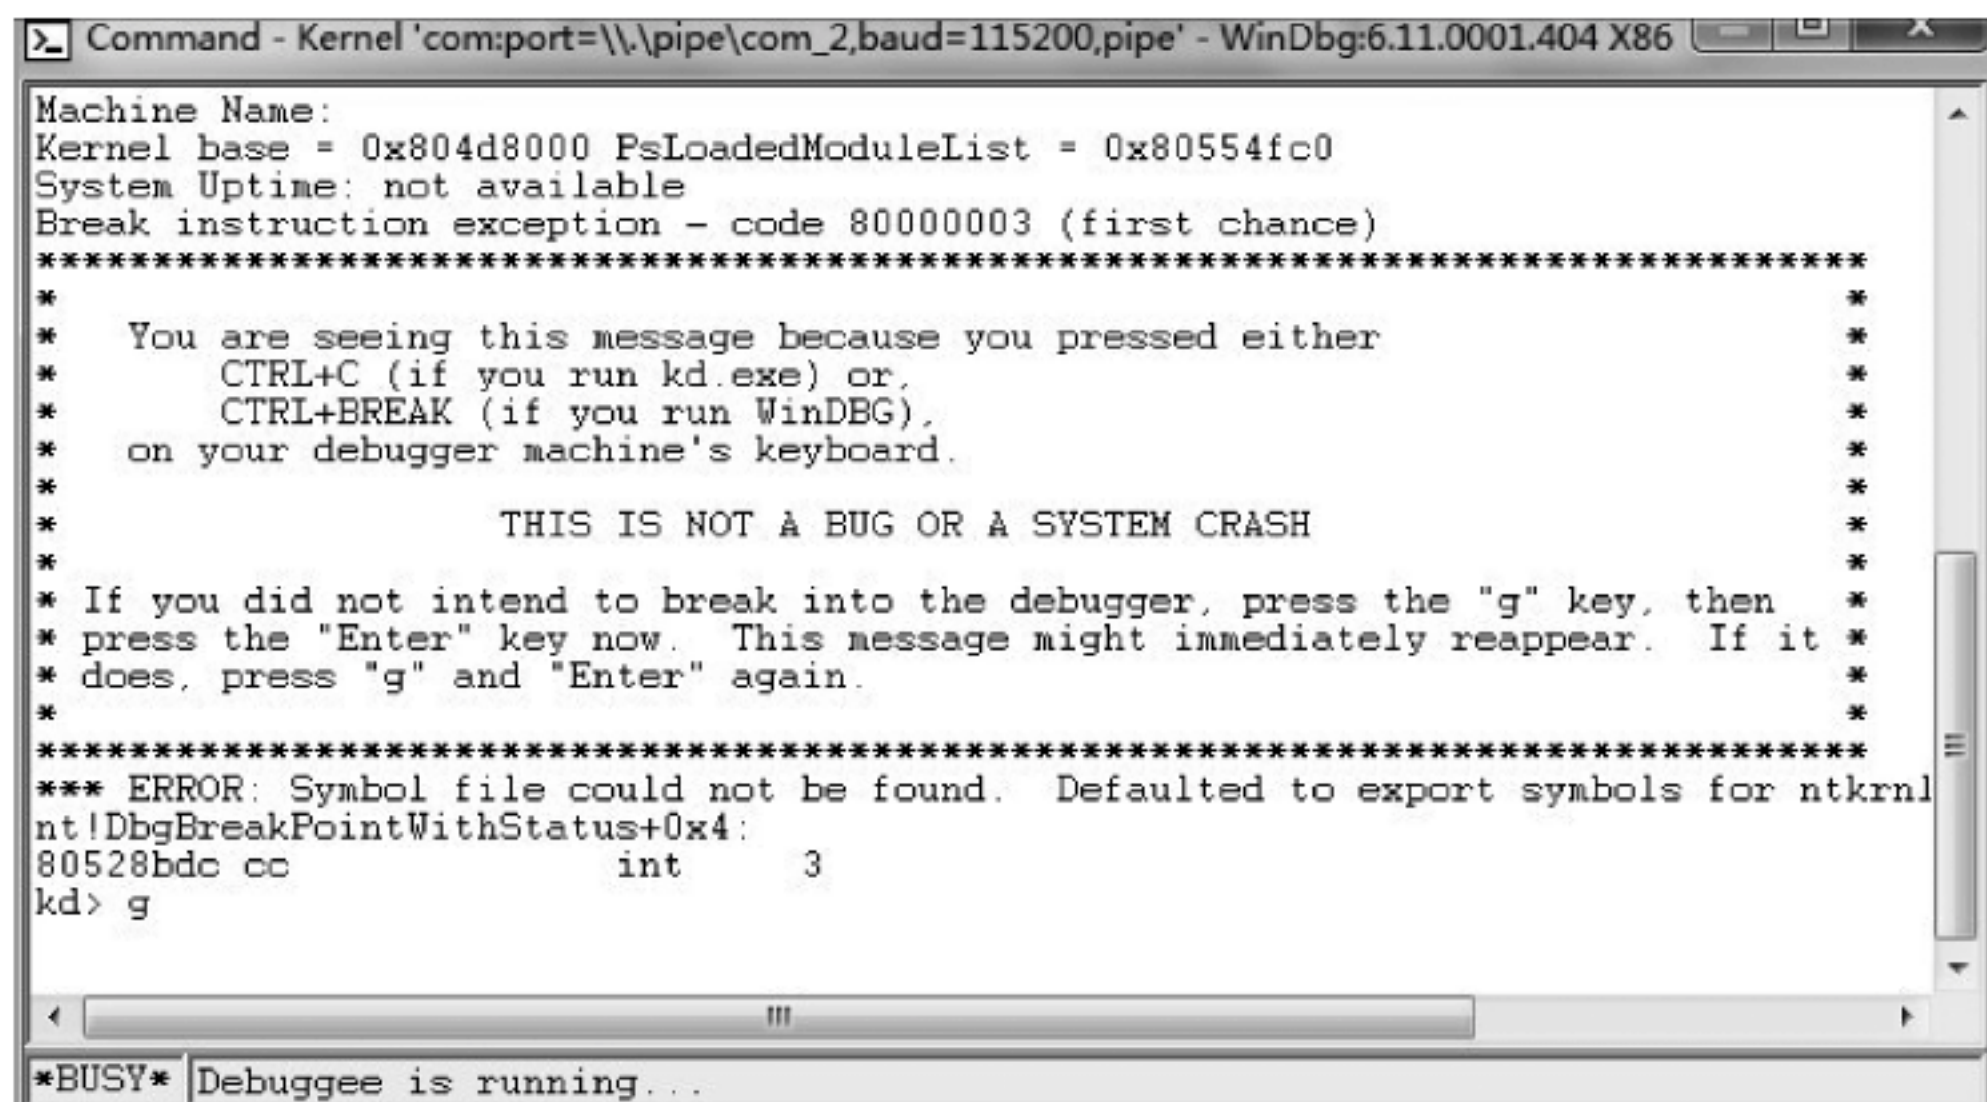 Command - Kernel 'com:port=\\.\pipe\com_2,baud=115200,pipe' - WinDbg:6.11.0001.404 X86
Machine Name:
Kernel base = 0x804d8000 PsLoadedModuleList = 0x80554fc0
System Uptime: not available
Break instruction exception - code 80000003 (first chance)
*******************************************************************************
*                                                                             *
*   You are seeing this message because you pressed either                    *
*       CTRL+C (if you run kd.exe) or,                                        *
*       CTRL+BREAK (if you run WinDBG),                                       *
*   on your debugger machine's keyboard.                                      *
*                                                                             *
*                   THIS IS NOT A BUG OR A SYSTEM CRASH                       *
*                                                                             *
* If you did not intend to break into the debugger, press the "g" key, then   *
* press the "Enter" key now.  This message might immediately reappear.  If it *
* does, press "g" and "Enter" again.                                          *
*                                                                             *
*******************************************************************************
*** ERROR: Symbol file could not be found.  Defaulted to export symbols for ntkrnl
nt!DbgBreakPointWithStatus+0x4:
80528bdc cc              int     3
kd> g
*BUSY* Debuggee is running...